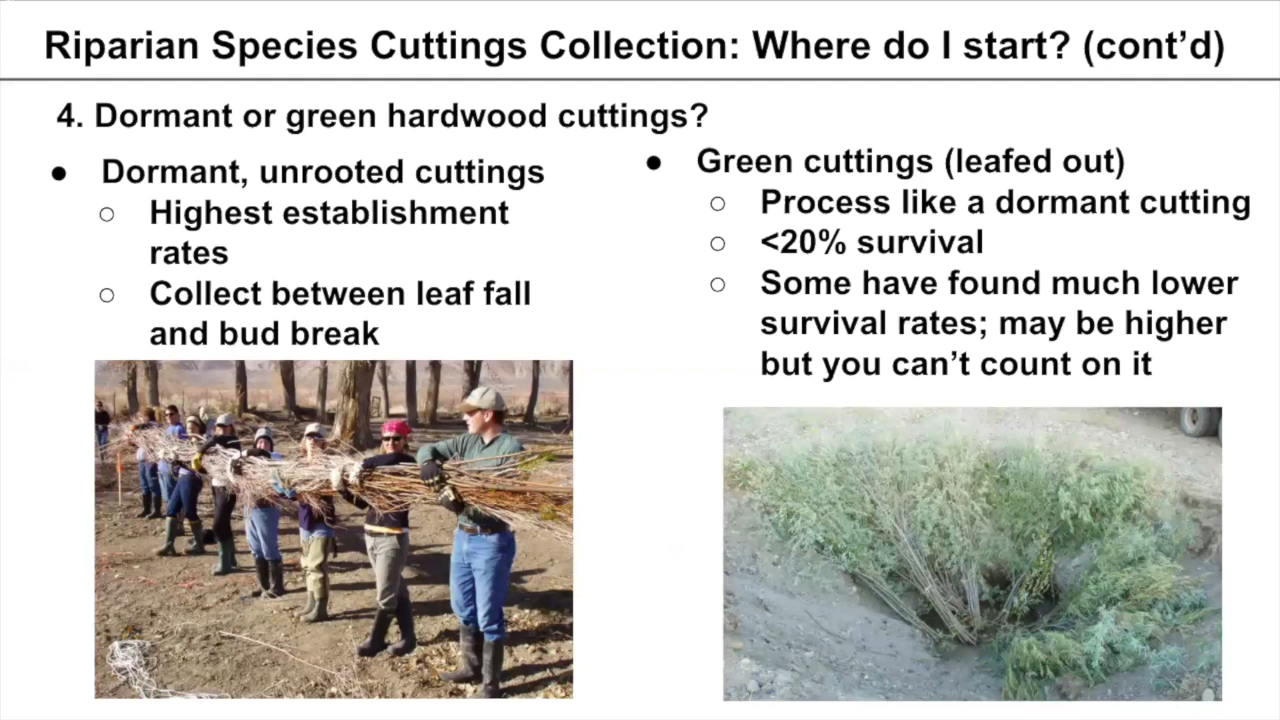 Riparian Species Cuttings Collection: Where do I start? (cont’d)
4. Dormant or green hardwood cuttings?
● Dormant, unrooted cuttings
○ Highest establishment
rates
○ Collect between leaf fall
and bud break
● Green cuttings (leafed out)
○ Process like a dormant cutting
○ <20% survival
○ Some have found much lower
survival rates; may be higher
but you can’t count on it